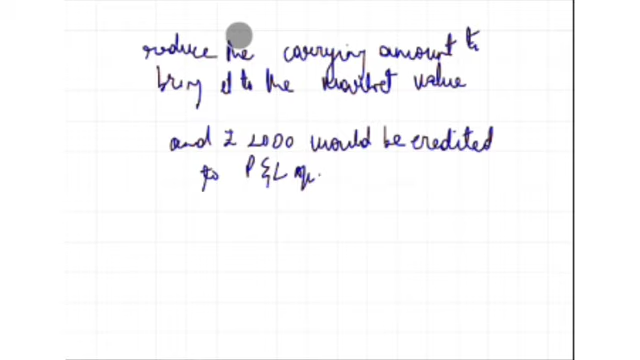 reduce the carrying amount to
bring it to the market value
and ₹ 2000 would be credited
to P&L a/c.